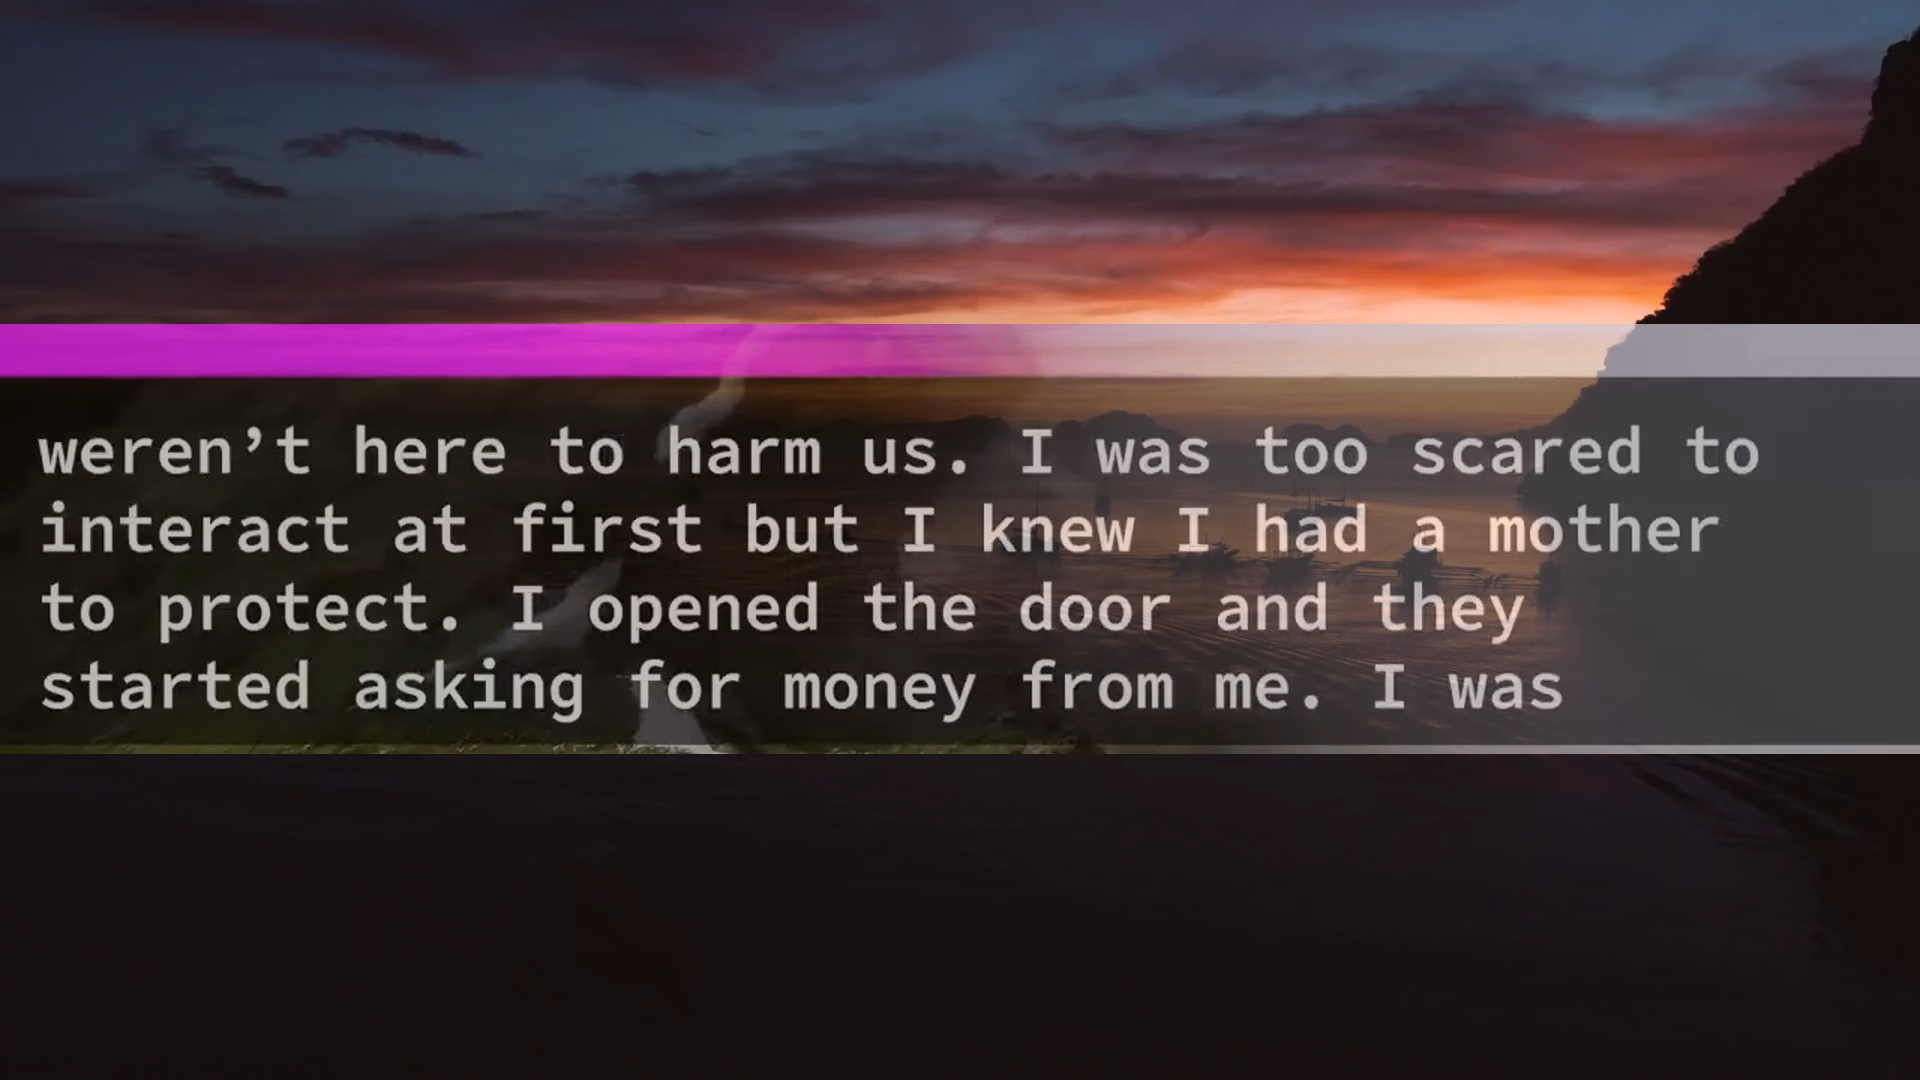 weren’t here to harm us. I was too scared to
interact at first but I knew I had a mother
to protect. I opened the door and they
started asking for money from me. I was